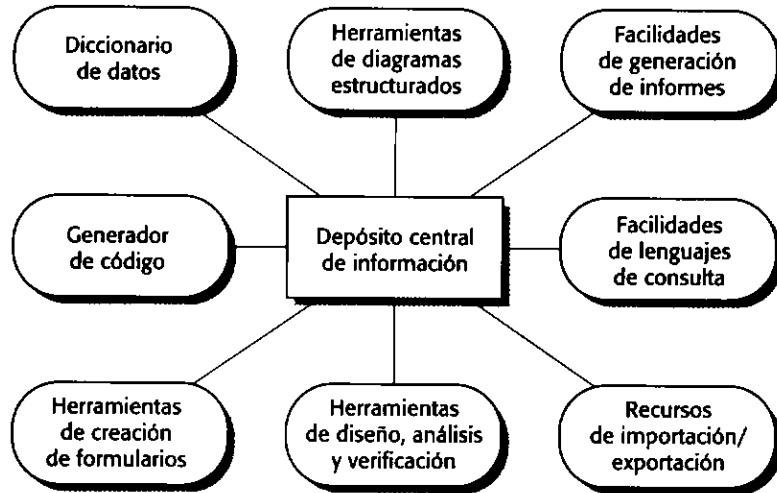 Diccionario
de datos
Herramientas
de diagramas
estructurados
Facilidades
de generación
de informes
Generador
de código
Depósito central
de información
Facilidades
de lenguajes
de consulta
Herramientas
de creación
de formularios
Herramientas
de diseño, análisis
y verificación
Recursos
de importación/
exportación